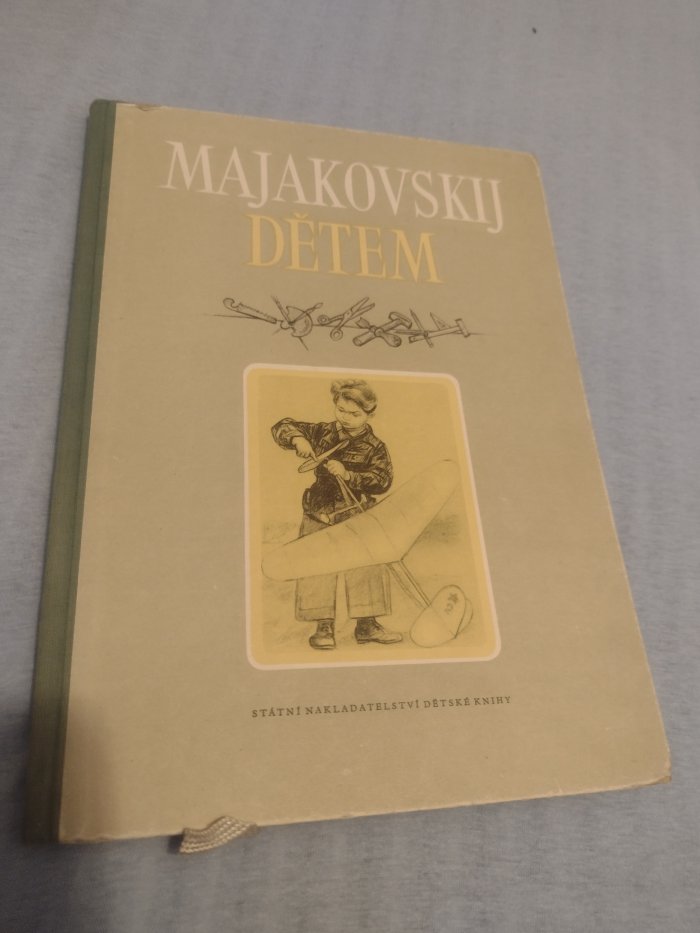 MAJAKOVSKIJ
DĚTEM
STÁTNÍ NAKLADATELSTVÍ DĚTSKÉ KNIHY